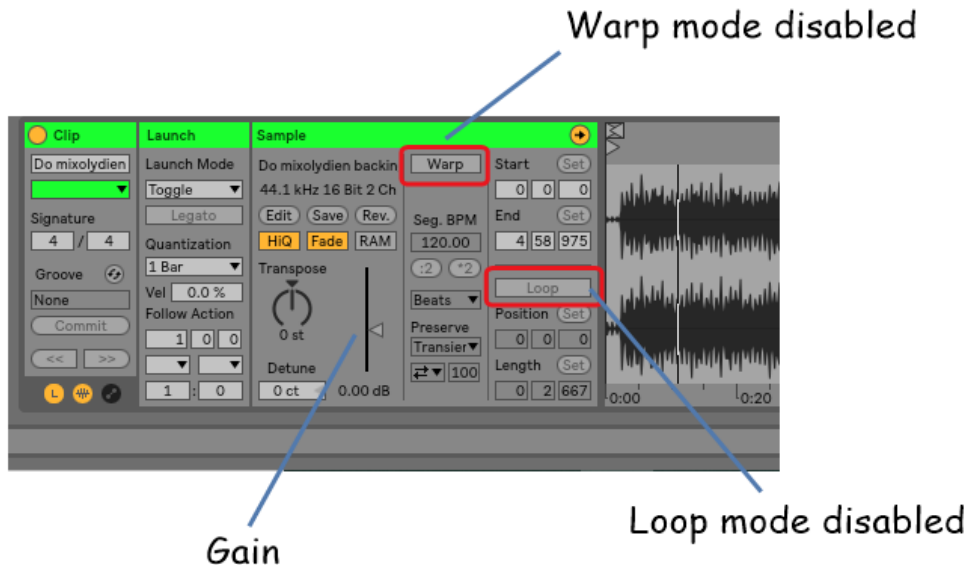 Warp mode disabled
Clip
Launch
Sample
Do mixolydien
Launch Mode
Do mixolydien backin
Warp
Start
Set
Toggle
44.1 kHz 16 Bit 2 Ch
0 0 0
Signature
Legato
Edit
Save
Rev.
Seg. BPM
End
Set
4 / 4
Quantization
HiQ
Fade
RAM
120.00
4 58 975
Groove
1 Bar
Transpose
:2
*2
Loop
None
Vel 0.0 %
Beats
Position
Set
Commit
Follow Action
0 st
Preserve
0 0 0
1 0 0
Transier
<<
>>
Detune
100
Length
Set
L
1 : 0
0 ct
0.00 dB
0 2 667
0:00
0:20
Loop mode disabled
Gain